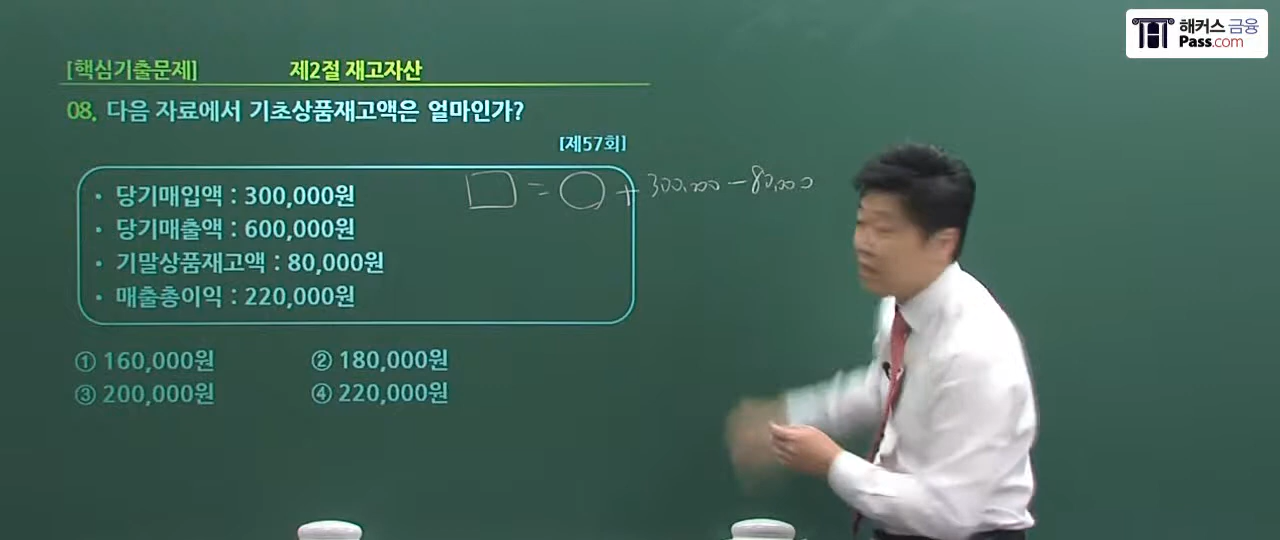 해커스 금융
Pass.com
[핵심기출문제] 제2절 재고자산
08. 다음 자료에서 기초상품재고액은 얼마인가?
[제57회]
• 당기매입액 : 300,000원
□ = ○ + 300,000 - 80,000
• 당기매출액 : 600,000원
• 기말상품재고액 : 80,000원
• 매출총이익 : 220,000원
① 160,000원 ② 180,000원
③ 200,000원 ④ 220,000원